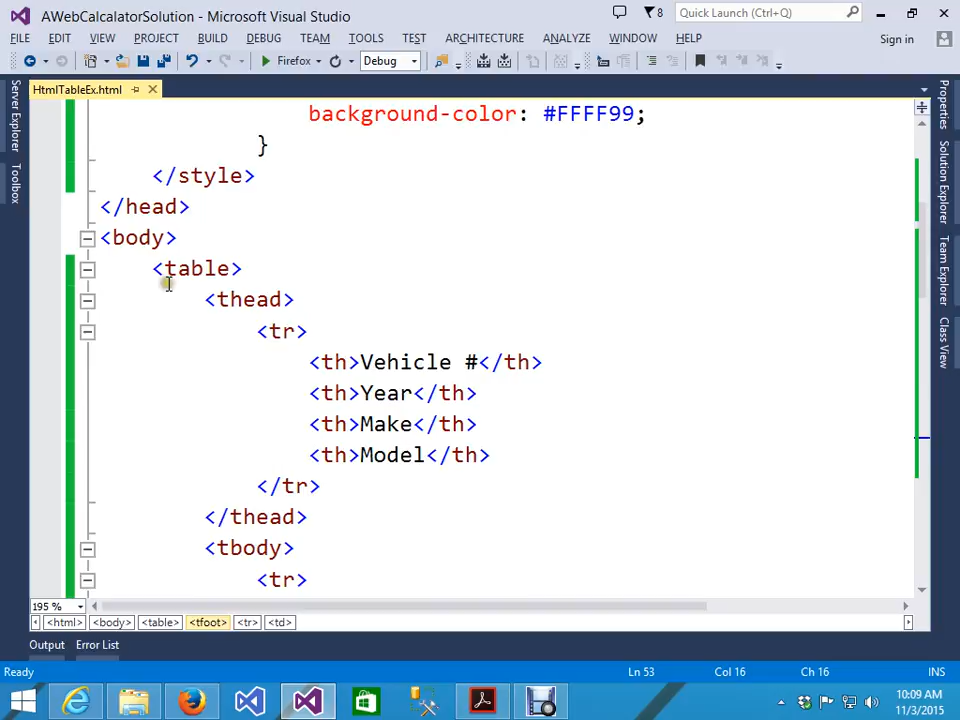 AWebCalcalatorSolution - Microsoft Visual Studio
8
Quick Launch (Ctrl+Q)
FILE EDIT VIEW PROJECT BUILD DEBUG TEAM TOOLS TEST ARCHITECTURE ANALYZE WINDOW HELP
Sign in
Firefox
Debug
Server Explorer
Toolbox
HtmlTableEx.html
background-color: #FFFF99;
}
</style>
</head>
<body>
<table>
<thead>
<tr>
<th>Vehicle #</th>
<th>Year</th>
<th>Make</th>
<th>Model</th>
</tr>
</thead>
<tbody>
<tr>
Properties
Solution Explorer
Team Explorer
Class View
195 %
<html> <body> <table> <tfoot> <tr> <td>
Output Error List
Ready
Ln 53 Col 16 Ch 16 INS
10:09 AM
11/3/2015